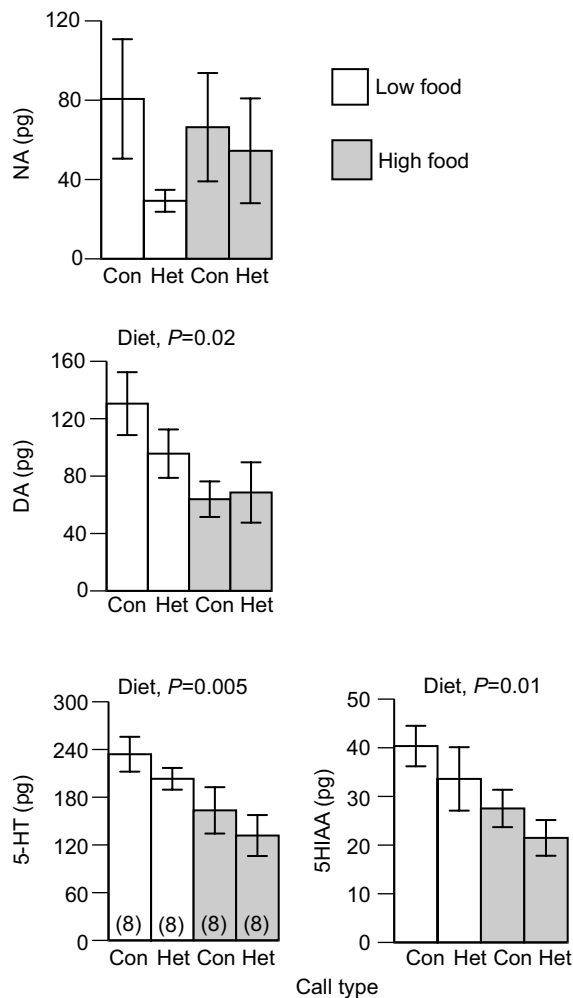 120
80
40
0
NA (pg)
Con Het Con Het
Low food
High food
Diet, P=0.02
160
120
80
40
0
DA (pg)
Con Het Con Het
Diet, P=0.005
300
240
180
120
60
0
5-HT (pg)
(8) (8) (8) (8)
Con Het Con Het
Diet, P=0.01
50
40
30
20
10
0
5HIAA (pg)
Con Het Con Het
Call type